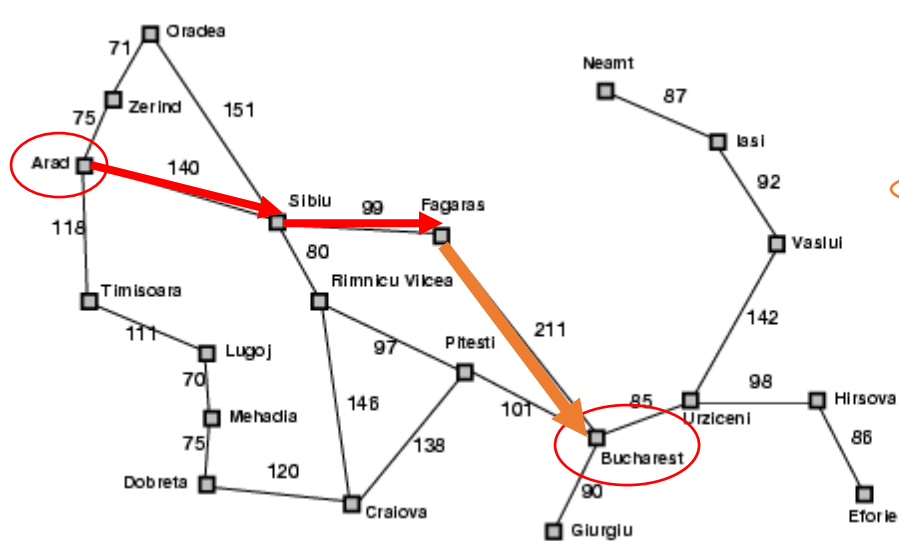 Oradea
71
Neamt
87
Zerind
151
75
Iasi
Arad
140
92
Sibiu
99
Fagaras
118
80
Vaslui
Timisoara
Rimnicu Vilcea
142
111
211
Lugoj
97
Pitesti
70
98
146
101
85
Hirsova
Mehadia
Urziceni
75
138
86
120
Bucharest
Dobreta
90
Craiova
Eforie
Giurgiu